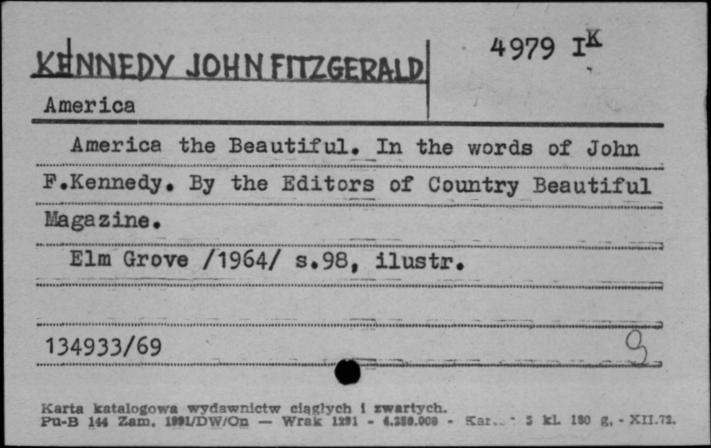 KENNEDY JOHN FITZGERALD
4979 IK
America
America the Beautiful. In the words of John
F.Kennedy. By the Editors of Country Beautiful
Magazine.
Elm Grove /1964/ s.98, ilustr.
134933/69
g
Karta katalogowa wydawnictw ciągłych i zwartych.
Pu-B 144 Zam. 1991/DW/On — Wrak 1291 - 4.250.000 - 5 kl. 180 g. - XII.72.